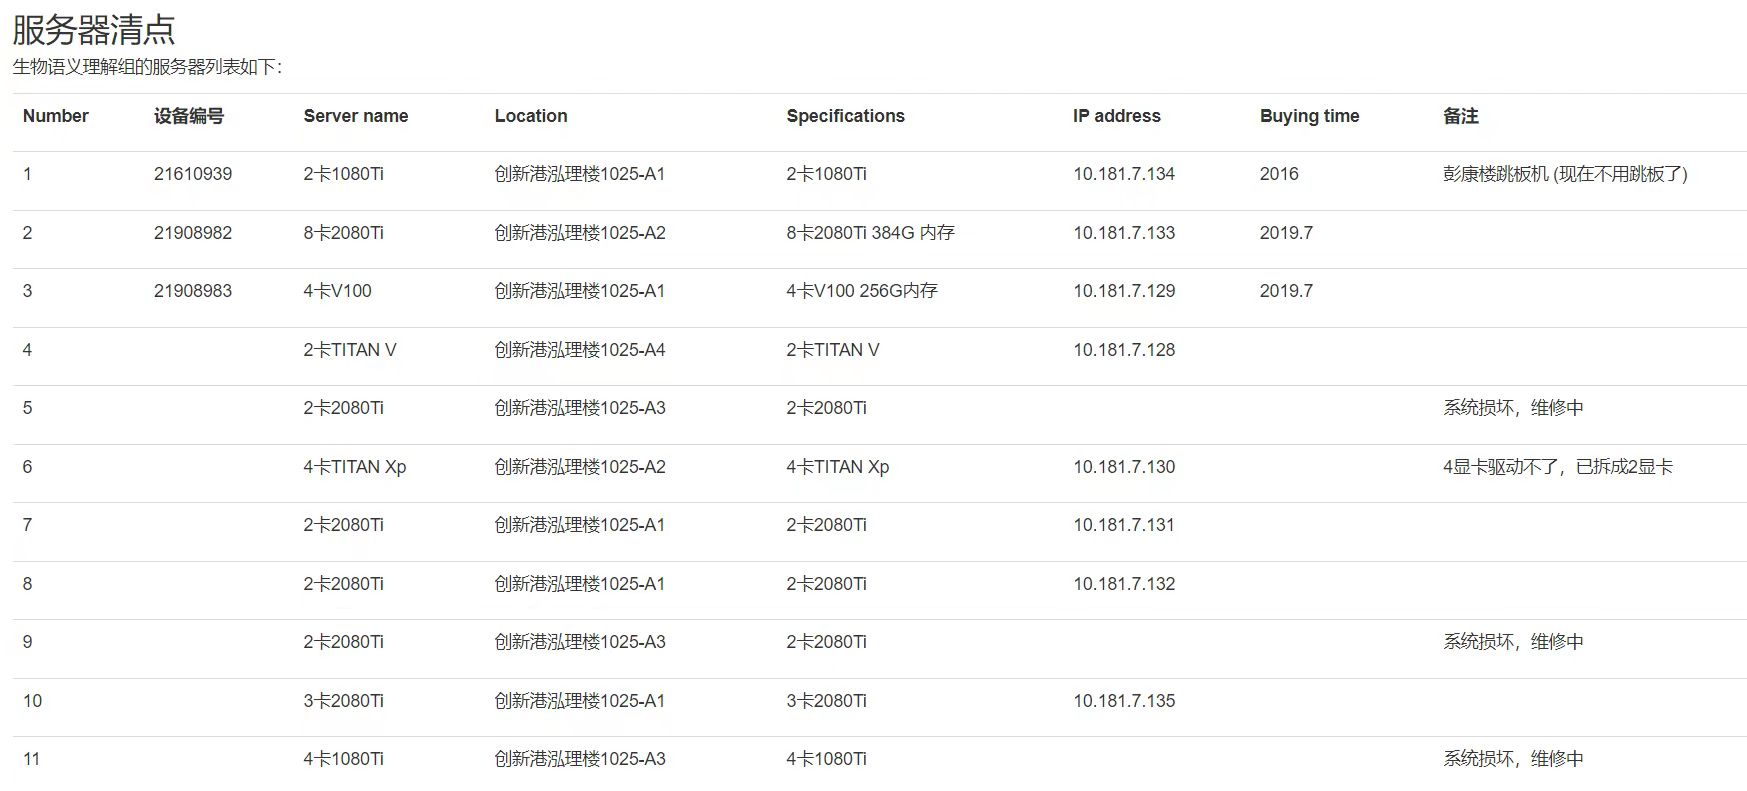 服务器清点
生物语义理解组的服务器列表如下：
Number 设备编号 Server name Location Specifications IP address Buying time 备注
1 21610939 2卡1080Ti 创新港泓理楼1025-A1 2卡1080Ti 10.181.7.134 2016 彭康楼跳板机 (现在不用跳板了)
2 21908982 8卡2080Ti 创新港泓理楼1025-A2 8卡2080Ti 384G 内存 10.181.7.133 2019.7
3 21908983 4卡V100 创新港泓理楼1025-A1 4卡V100 256G内存 10.181.7.129 2019.7
4 2卡TITAN V 创新港泓理楼1025-A4 2卡TITAN V 10.181.7.128
5 2卡2080Ti 创新港泓理楼1025-A3 2卡2080Ti 系统损坏，维修中
6 4卡TITAN Xp 创新港泓理楼1025-A2 4卡TITAN Xp 10.181.7.130 4显卡驱动不了，已拆成2显卡
7 2卡2080Ti 创新港泓理楼1025-A1 2卡2080Ti 10.181.7.131
8 2卡2080Ti 创新港泓理楼1025-A1 2卡2080Ti 10.181.7.132
9 2卡2080Ti 创新港泓理楼1025-A3 2卡2080Ti 系统损坏，维修中
10 3卡2080Ti 创新港泓理楼1025-A1 3卡2080Ti 10.181.7.135
11 4卡1080Ti 创新港泓理楼1025-A3 4卡1080Ti 系统损坏，维修中